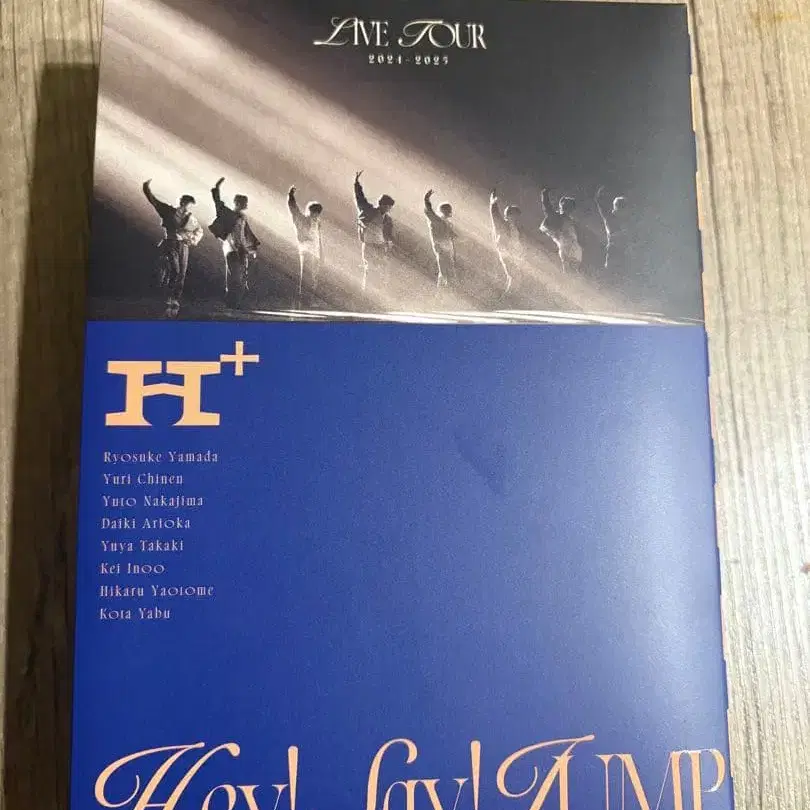 LIVE TOUR
2024-2025
H+
Ryosuke Yamada
Yuri Chinen
Yuto Nakajima
Daiki Arioka
Yuya Takaki
Kei Inoo
Hikaru Yaotome
Kota Yabu
Hey! Say! JUMP